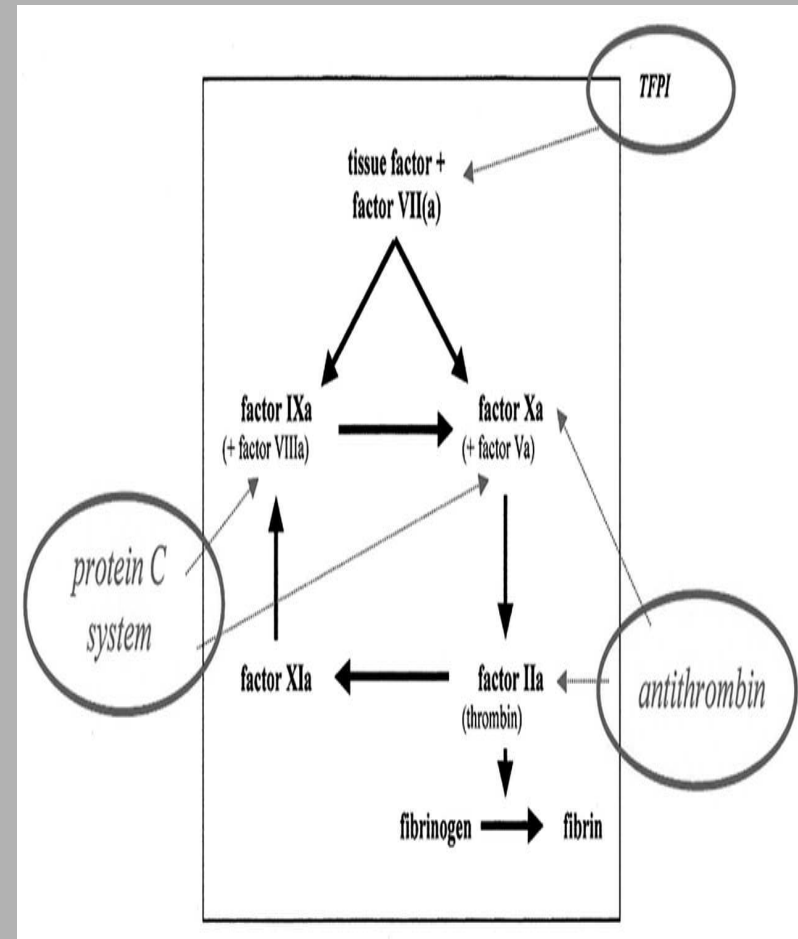 TFPI
tissue factor +
factor VII(a)
factor IXa
(+ factor VIIIa)
factor Xa
(+ factor Va)
protein C
system
factor XIa
factor IIa
(thrombin)
antithrombin
fibrinogen
fibrin